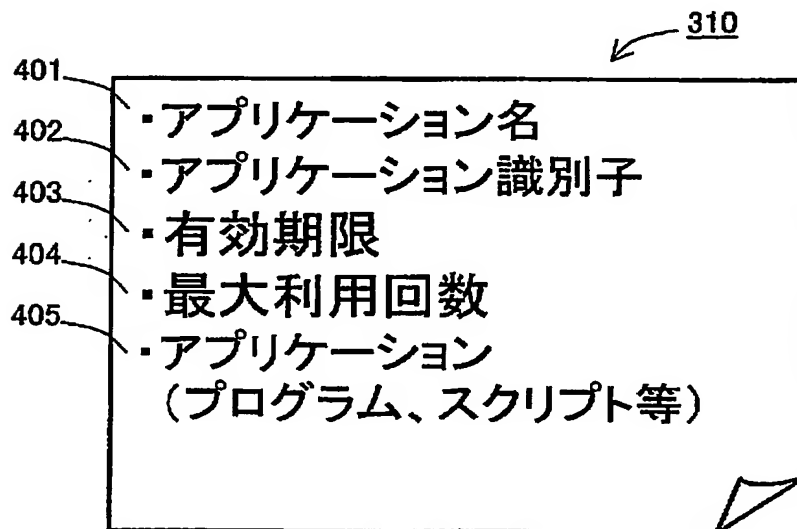 310
401 ・アプリケーション名
402 ・アプリケーション識別子
403 ・有効期限
404 ・最大利用回数
405 ・アプリケーション
(プログラム、スクリプト等)